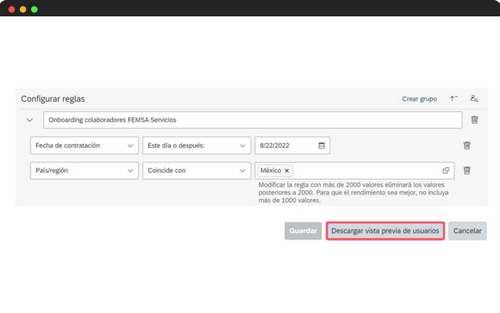 Configurar reglas
Crear grupo
Onboarding colaboradores FEMSA Servicios
Fecha de contratación
Este día o después:
8/22/2022
País/región
Coincide con
México
Modificar la regla con más de 2000 valores eliminará los valores
posteriores a 2000. Para que el rendimiento sea mejor, no incluya
más de 1000 valores.
Guardar
Descargar vista previa de usuarios
Cancelar